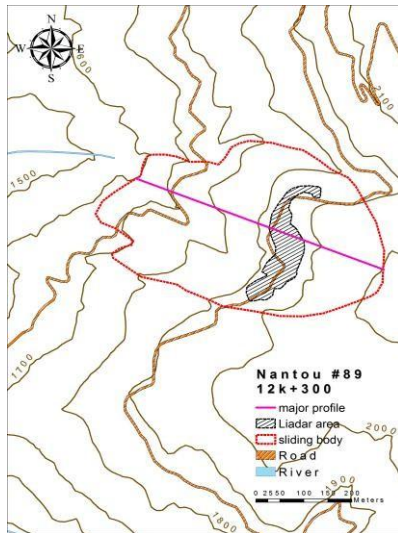 N
W E
S
1600
2100
1500
1700
Nantou #89
12k+300
major profile
Liadar area
sliding body
Road
River
0 25 50 100 150 200
Meters
2000
1900
1800